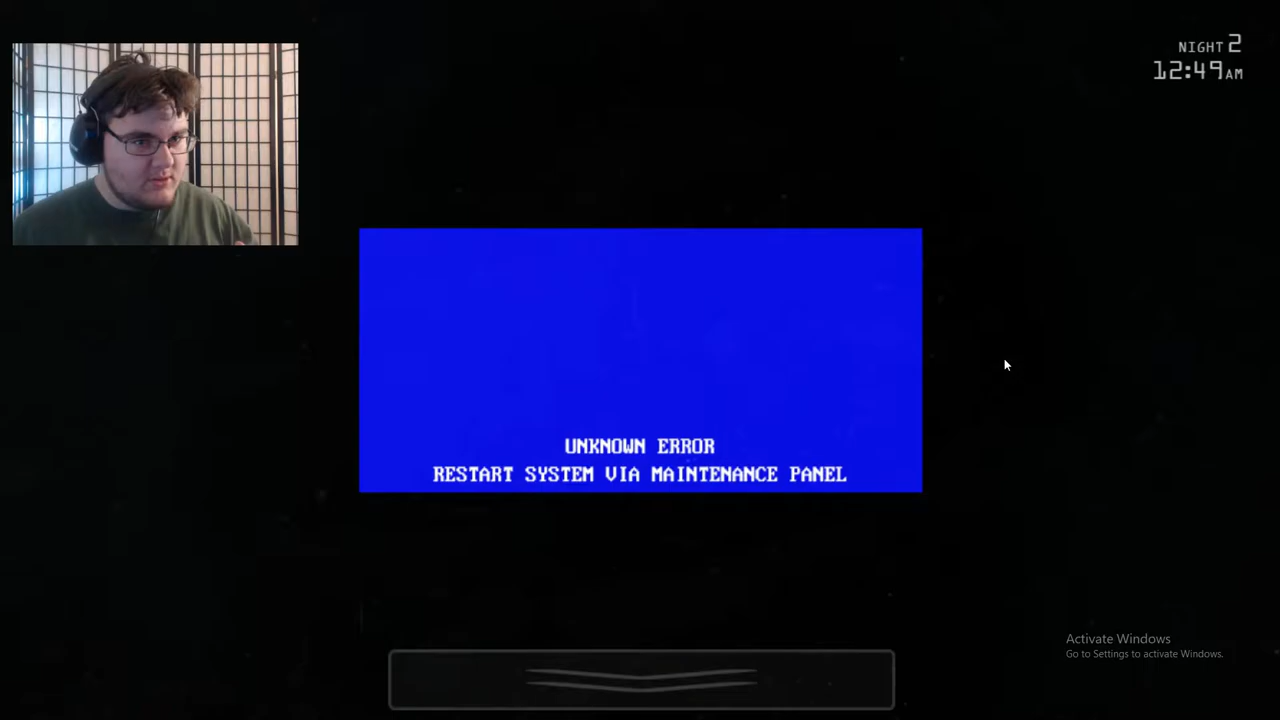 NIGHT 2
12:49AM
UNKNOWN ERROR
RESTART SYSTEM VIA MAINTENANCE PANEL
Activate Windows
Go to Settings to activate Windows.